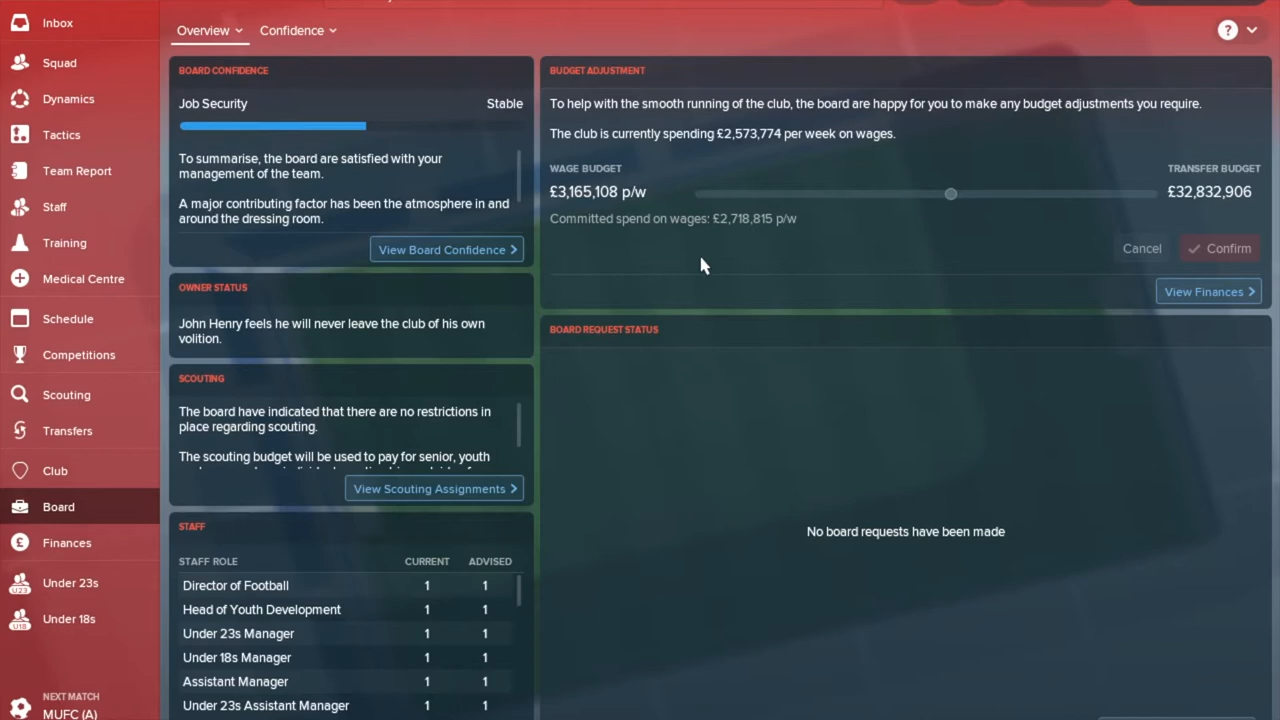 Inbox
Squad
Dynamics
Tactics
Team Report
Staff
Training
Medical Centre
Schedule
Competitions
Scouting
Transfers
Club
Board
Finances
Under 23s
Under 18s
NEXT MATCH
MUFC (A)
Overview
Confidence
BOARD CONFIDENCE
Job Security Stable
To summarise, the board are satisfied with your
management of the team.
A major contributing factor has been the atmosphere in and
around the dressing room.
View Board Confidence
OWNER STATUS
John Henry feels he will never leave the club of his own
volition.
SCOUTING
The board have indicated that there are no restrictions in
place regarding scouting.
The scouting budget will be used to pay for senior, youth
View Scouting Assignments
STAFF
STAFF ROLE CURRENT ADVISED
Director of Football 1 1
Head of Youth Development 1 1
Under 23s Manager 1 1
Under 18s Manager 1 1
Assistant Manager 1 1
Under 23s Assistant Manager 1 1
BUDGET ADJUSTMENT
To help with the smooth running of the club, the board are happy for you to make any budget adjustments you require.
The club is currently spending £2,573,774 per week on wages.
WAGE BUDGET TRANSFER BUDGET
£3,165,108 p/w £32,832,906
Committed spend on wages: £2,718,815 p/w
Cancel Confirm
View Finances
BOARD REQUEST STATUS
No board requests have been made